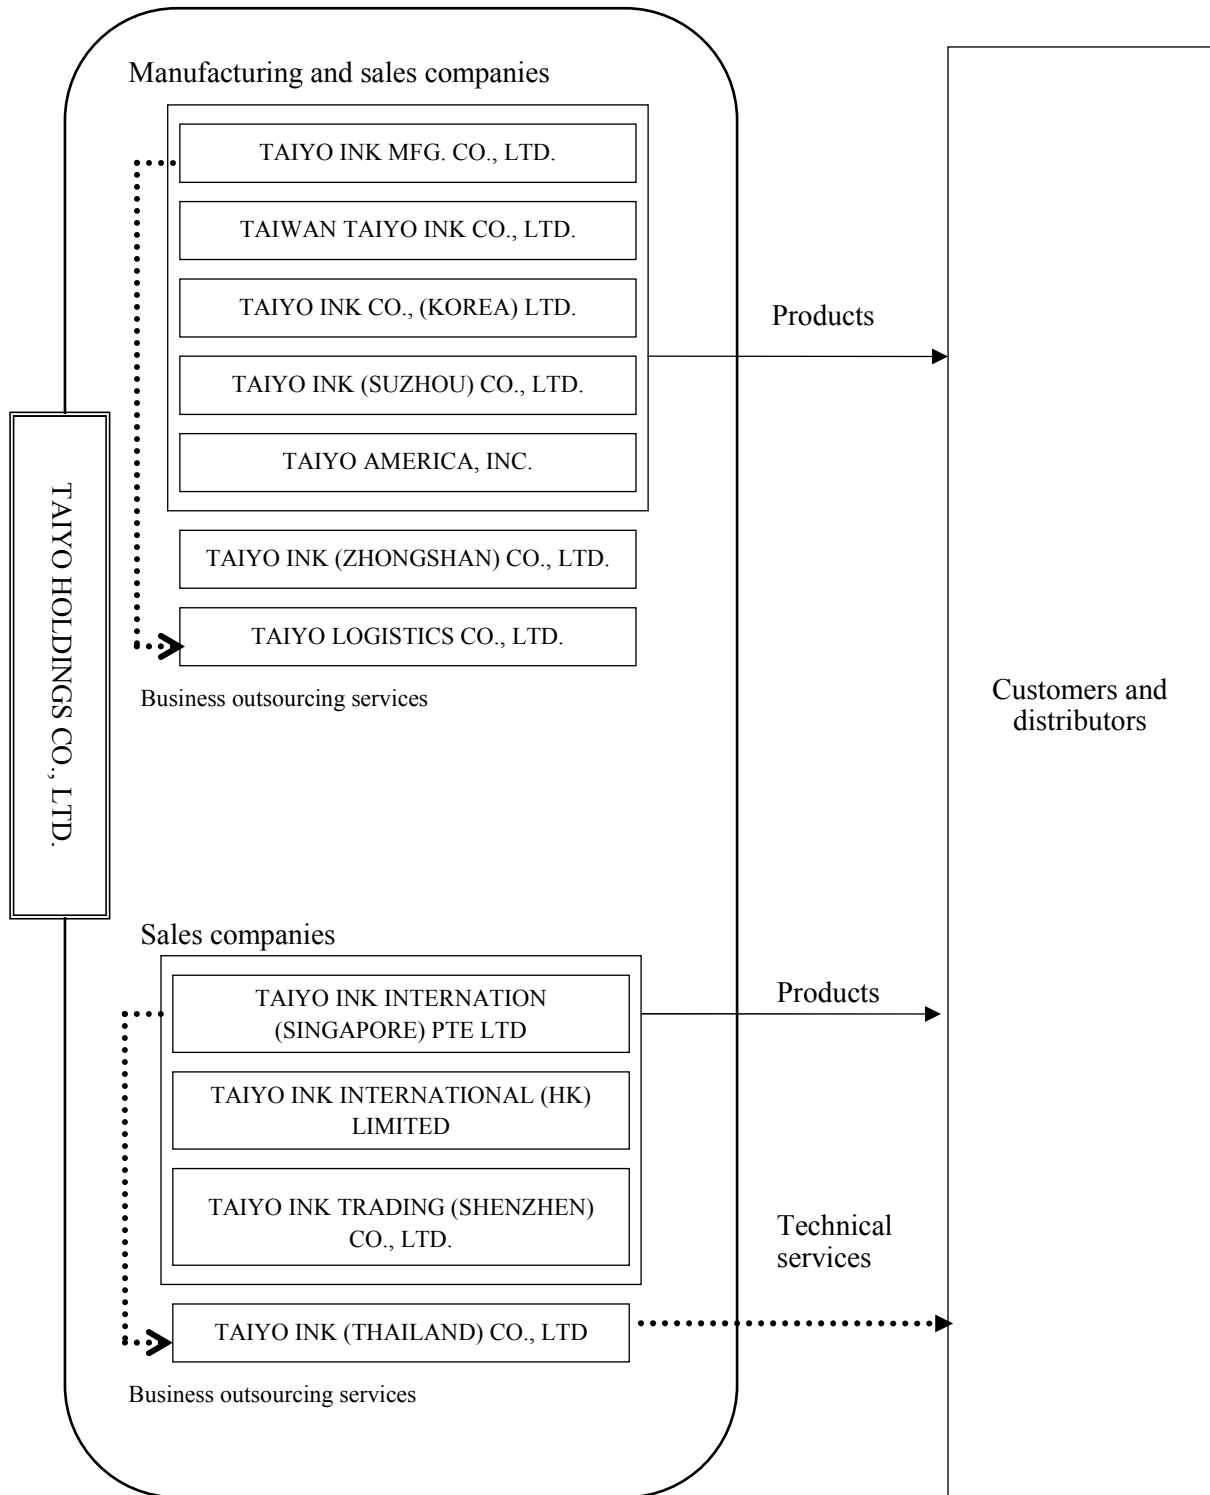 Manufacturing and sales companies
TAIYO INK MFG. CO., LTD.
TAIWAN TAIYO INK CO., LTD.
TAIYO INK CO., (KOREA) LTD.
TAIYO INK (SUZHOU) CO., LTD.
TAIYO AMERICA, INC.
TAIYO INK (ZHONGSHAN) CO., LTD.
TAIYO LOGISTICS CO., LTD.
Business outsourcing services
Products
TAIYO HOLDINGS CO., LTD.
Customers and
distributors
Sales companies
TAIYO INK INTERNATION
(SINGAPORE) PTE LTD
TAIYO INK INTERNATIONAL (HK)
LIMITED
TAIYO INK TRADING (SHENZHEN)
CO., LTD.
TAIYO INK (THAILAND) CO., LTD
Business outsourcing services
Products
Technical
services